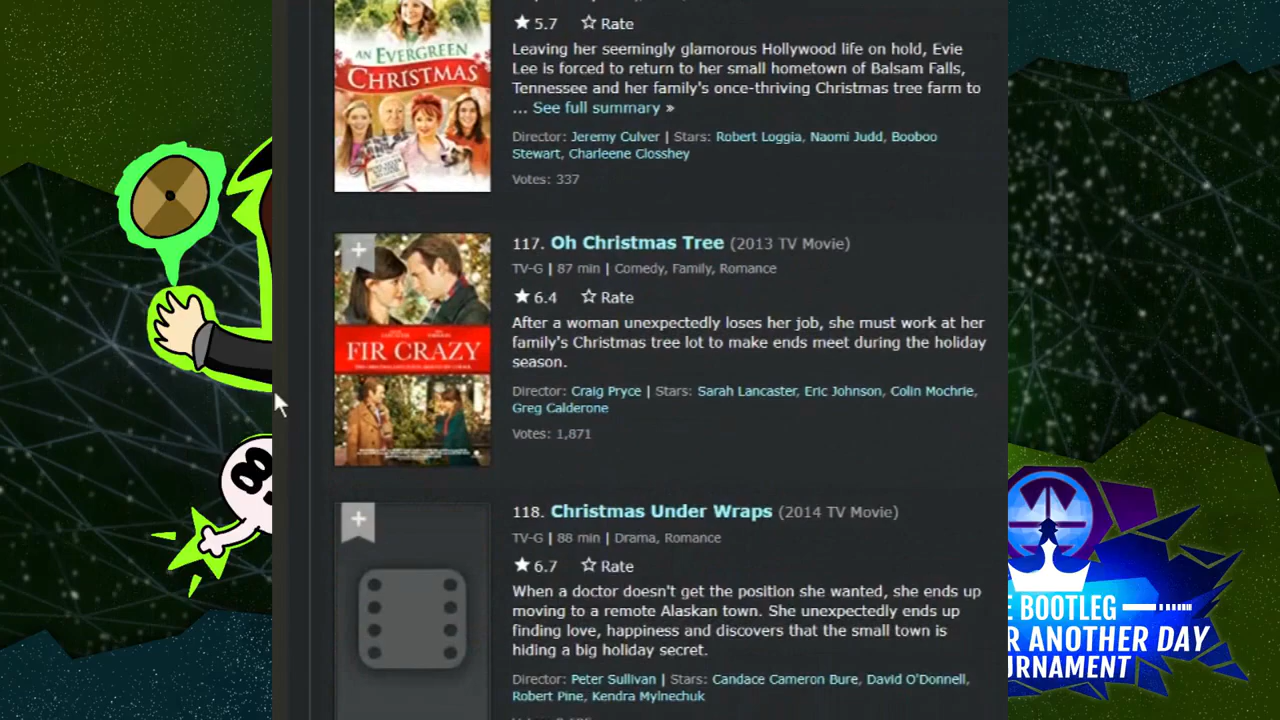 5.7 Rate
AN EVERGREEN
CHRISTMAS
Leaving her seemingly glamorous Hollywood life on hold, Evie
Lee is forced to return to her small hometown of Balsam Falls,
Tennessee and her family's once-thriving Christmas tree farm to
... See full summary »
Director: Jeremy Culver | Stars: Robert Loggia, Naomi Judd, Booboo
Stewart, Charleene Closshey
Votes: 337
117. Oh Christmas Tree (2013 TV Movie)
TV-G | 87 min | Comedy, Family, Romance
6.4 Rate
After a woman unexpectedly loses her job, she must work at her
family's Christmas tree lot to make ends meet during the holiday
season.
Director: Craig Pryce | Stars: Sarah Lancaster, Eric Johnson, Colin Mochrie,
Greg Calderone
Votes: 1,871
FIR CRAZY
118. Christmas Under Wraps (2014 TV Movie)
TV-G | 88 min | Drama, Romance
6.7 Rate
When a doctor doesn't get the position she wanted, she ends up
moving to a remote Alaskan town. She unexpectedly ends up
finding love, happiness and discovers that the small town is
hiding a big holiday secret.
Director: Peter Sullivan | Stars: Candace Cameron Bure, David O'Donnell,
Robert Pine, Kendra Mylnechuk
E BOOTLEG
R ANOTHER DAY
URNAMENT